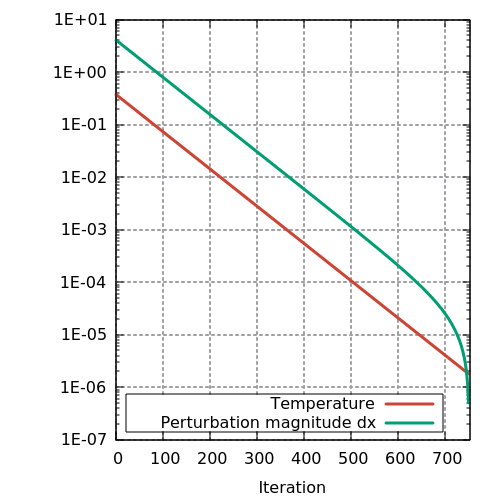 1E+01
1E+00
1E-01
1E-02
1E-03
1E-04
1E-05
1E-06
1E-07
Temperature
Perturbation magnitude dx
0 100 200 300 400 500 600 700
Iteration